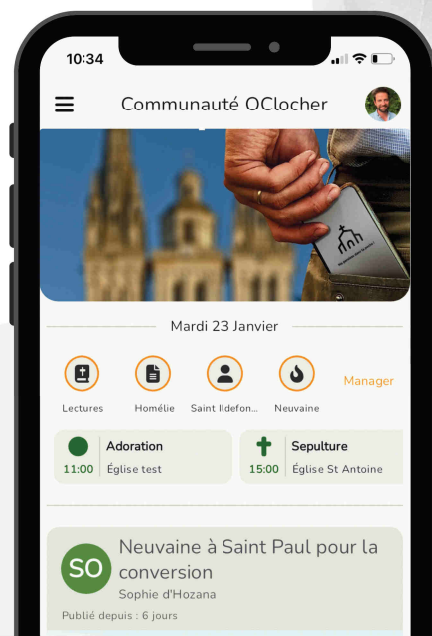 10:34
Communauté OClocher
Mardi 23 Janvier
Lectures
Homélie
Saint Ildefon...
Neuvaine
Manager
Adoration
11:00
Église test
Sepulture
15:00
Église St Antoine
SO
Neuvaine à Saint Paul pour la
conversion
Sophie d'Hozana
Publié depuis : 6 jours